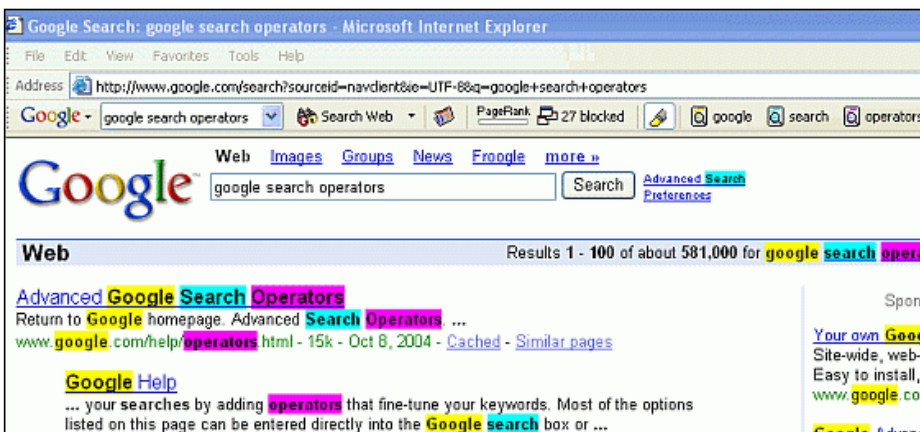 Google Search: google search operators - Microsoft Internet Explorer
File Edit View Favorites Tools Help
Address http://www.google.com/search?sourceid=navclient&ie=UTF-8&q=google+search+operators
Google google search operators Search Web PageRank 27 blocked google search operators
Web Images Groups News Froogle more »
Google™ google search operators Search Advanced Search
Preferences
Web Results 1 - 100 of about 581,000 for google search opera
Advanced Google Search Operators
Return to Google homepage. Advanced Search Operators. ...
www.google.com/help/operators.html - 15k - Oct 8, 2004 - Cached - Similar pages
Google Help
... your searches by adding operators that fine-tune your keywords. Most of the options
listed on this page can be entered directly into the Google search box or ...
Spon
Your own Goog
Site-wide, web-
Easy to install,
www.google.co
Google Advan